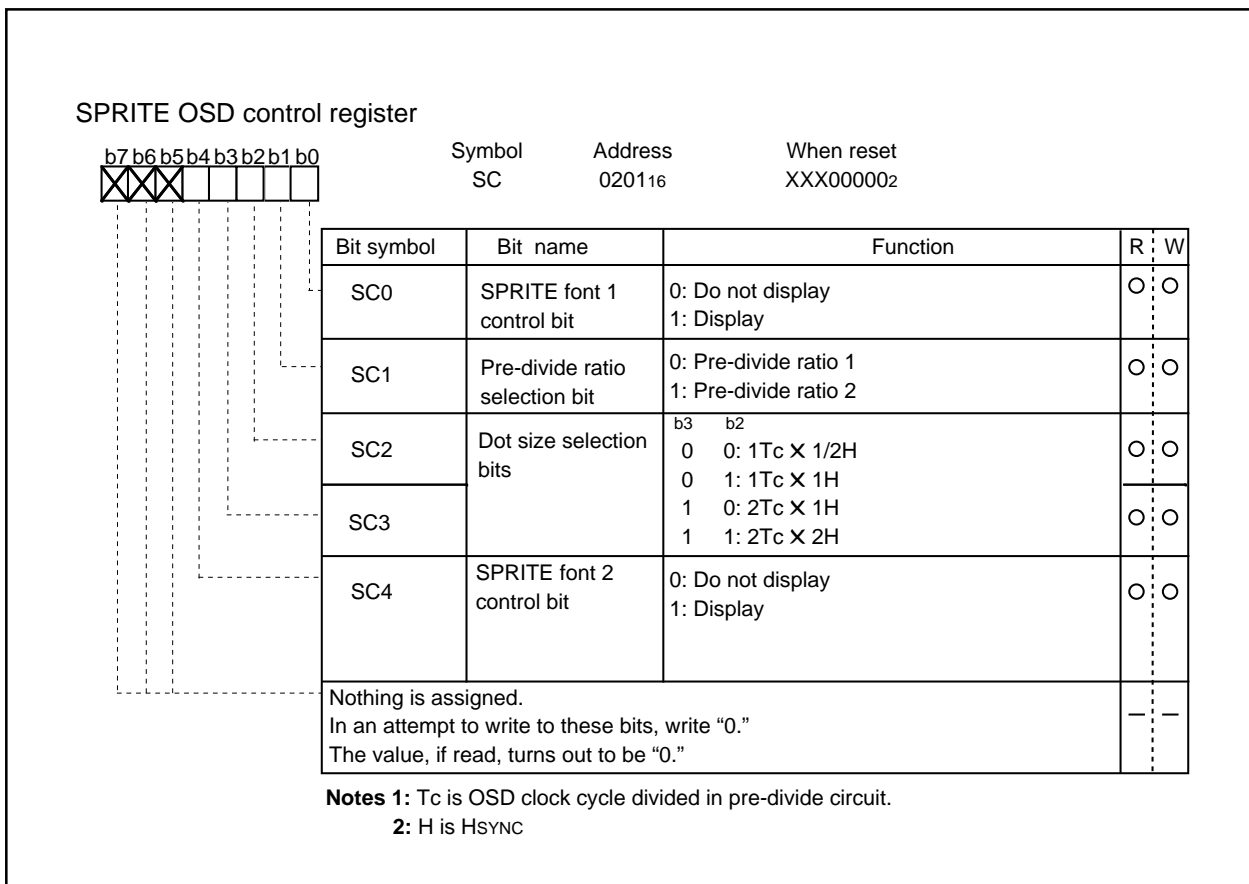 SPRITE OSD control register
b7 b6 b5 b4 b3 b2 b1 b0
Symbol Address When reset
SC 020116 XXX000002
Bit symbol Bit name Function R W
SC0 SPRITE font 1 control bit 0: Do not display
1: Display
SC1 Pre-divide ratio selection bit 0: Pre-divide ratio 1
1: Pre-divide ratio 2
SC2 Dot size selection bits b3 b2
0 0: 1Tc X 1/2H
0 1: 1Tc X 1H
SC3 1 0: 2Tc X 1H
1 1: 2Tc X 2H
SC4 SPRITE font 2 control bit 0: Do not display
1: Display
Nothing is assigned.
In an attempt to write to these bits, write “0.”
The value, if read, turns out to be “0.”
Notes 1: Tc is OSD clock cycle divided in pre-divide circuit.
2: H is HSYNC